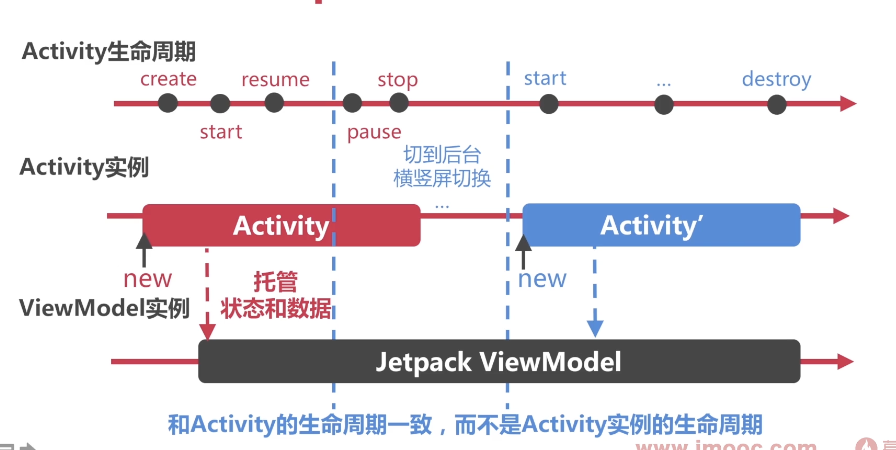 Activity生命周期
create
resume
stop
start
...
destroy
start
pause
Activity实例
切到后台
横竖屏切换
...
Activity
Activity’
new
new
托管
状态和数据
ViewModel实例
Jetpack ViewModel
和Activity的生命周期一致，而不是Activity实例的生命周期
www.imooc.com